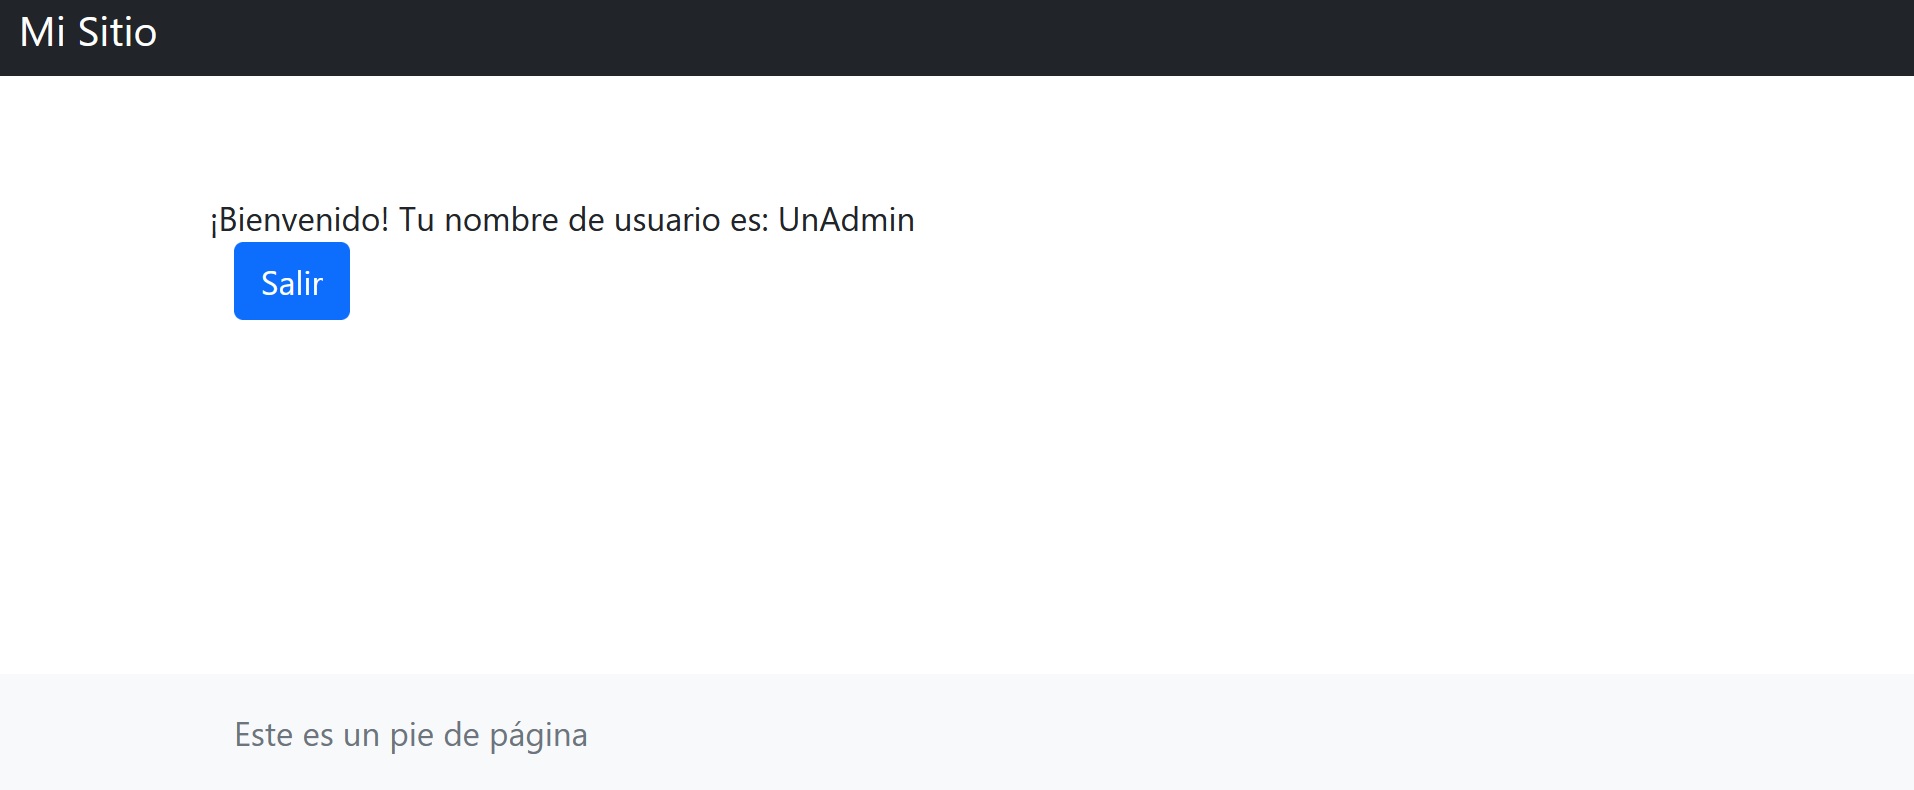 Mi Sitio
¡Bienvenido! Tu nombre de usuario es: UnAdmin
Salir
Este es un pie de página